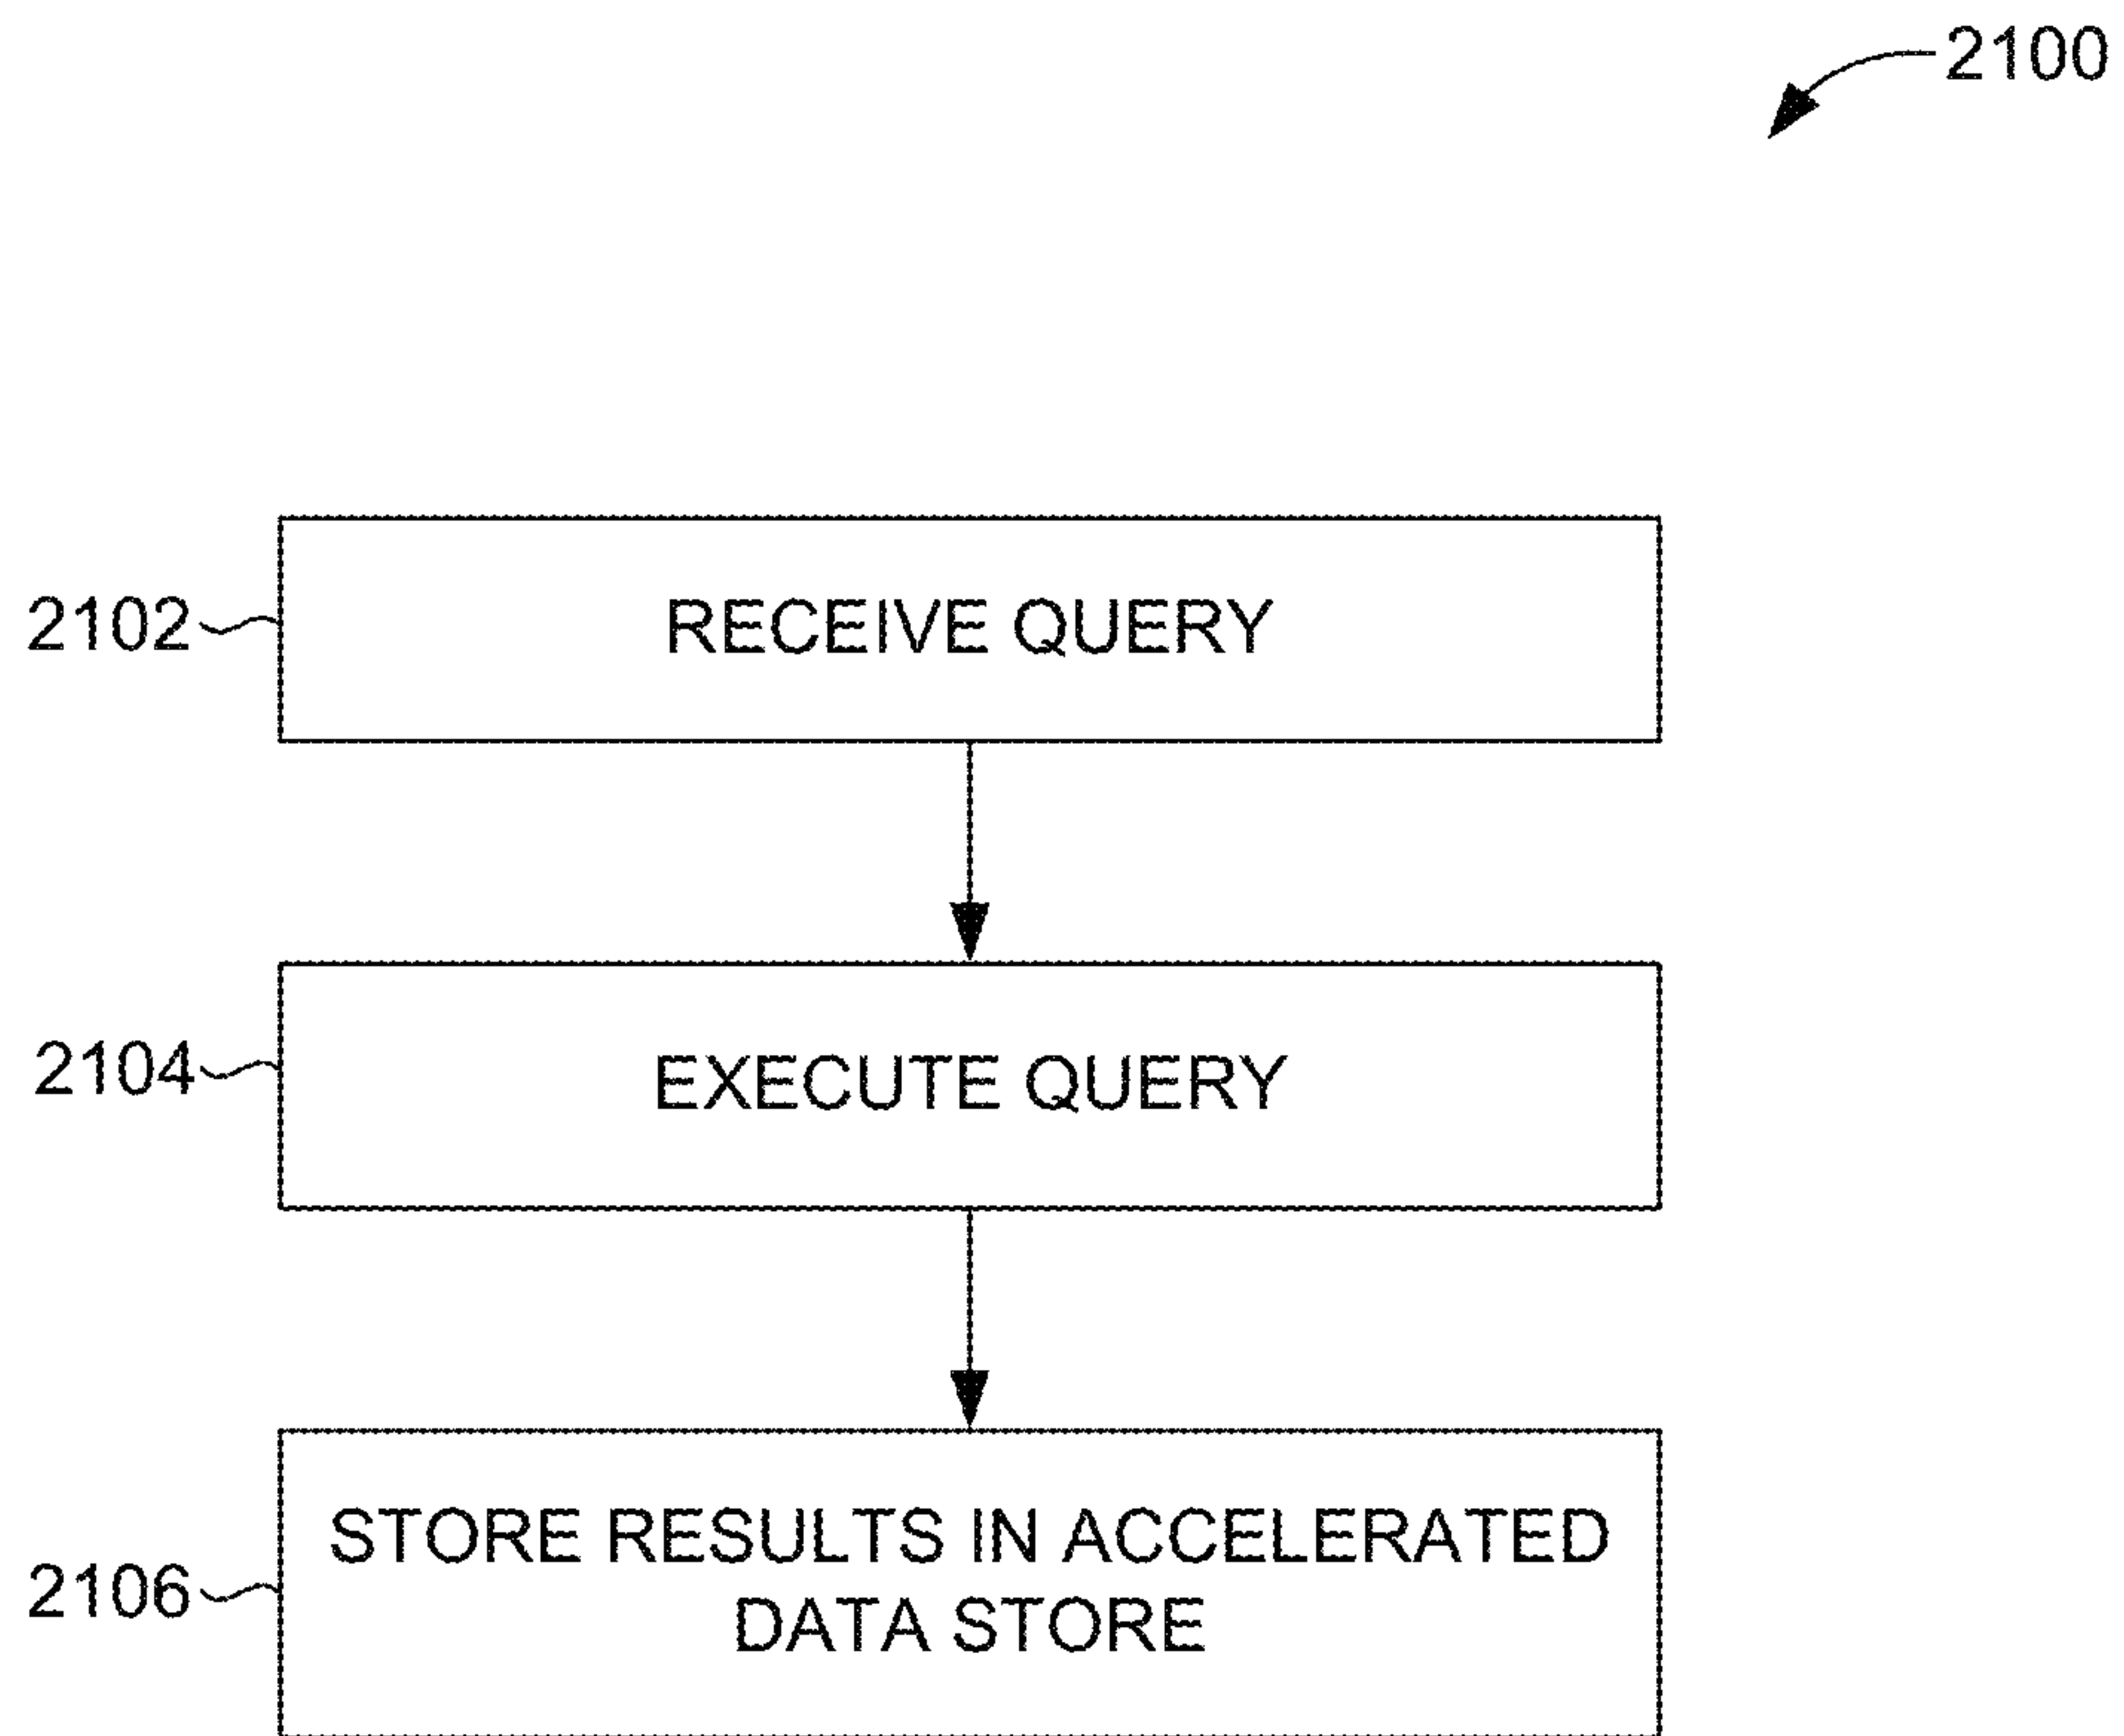 2100
2102
RECEIVE QUERY
2104
EXECUTE QUERY
STORE RESULTS IN ACCELERATED
2106
DATA STORE